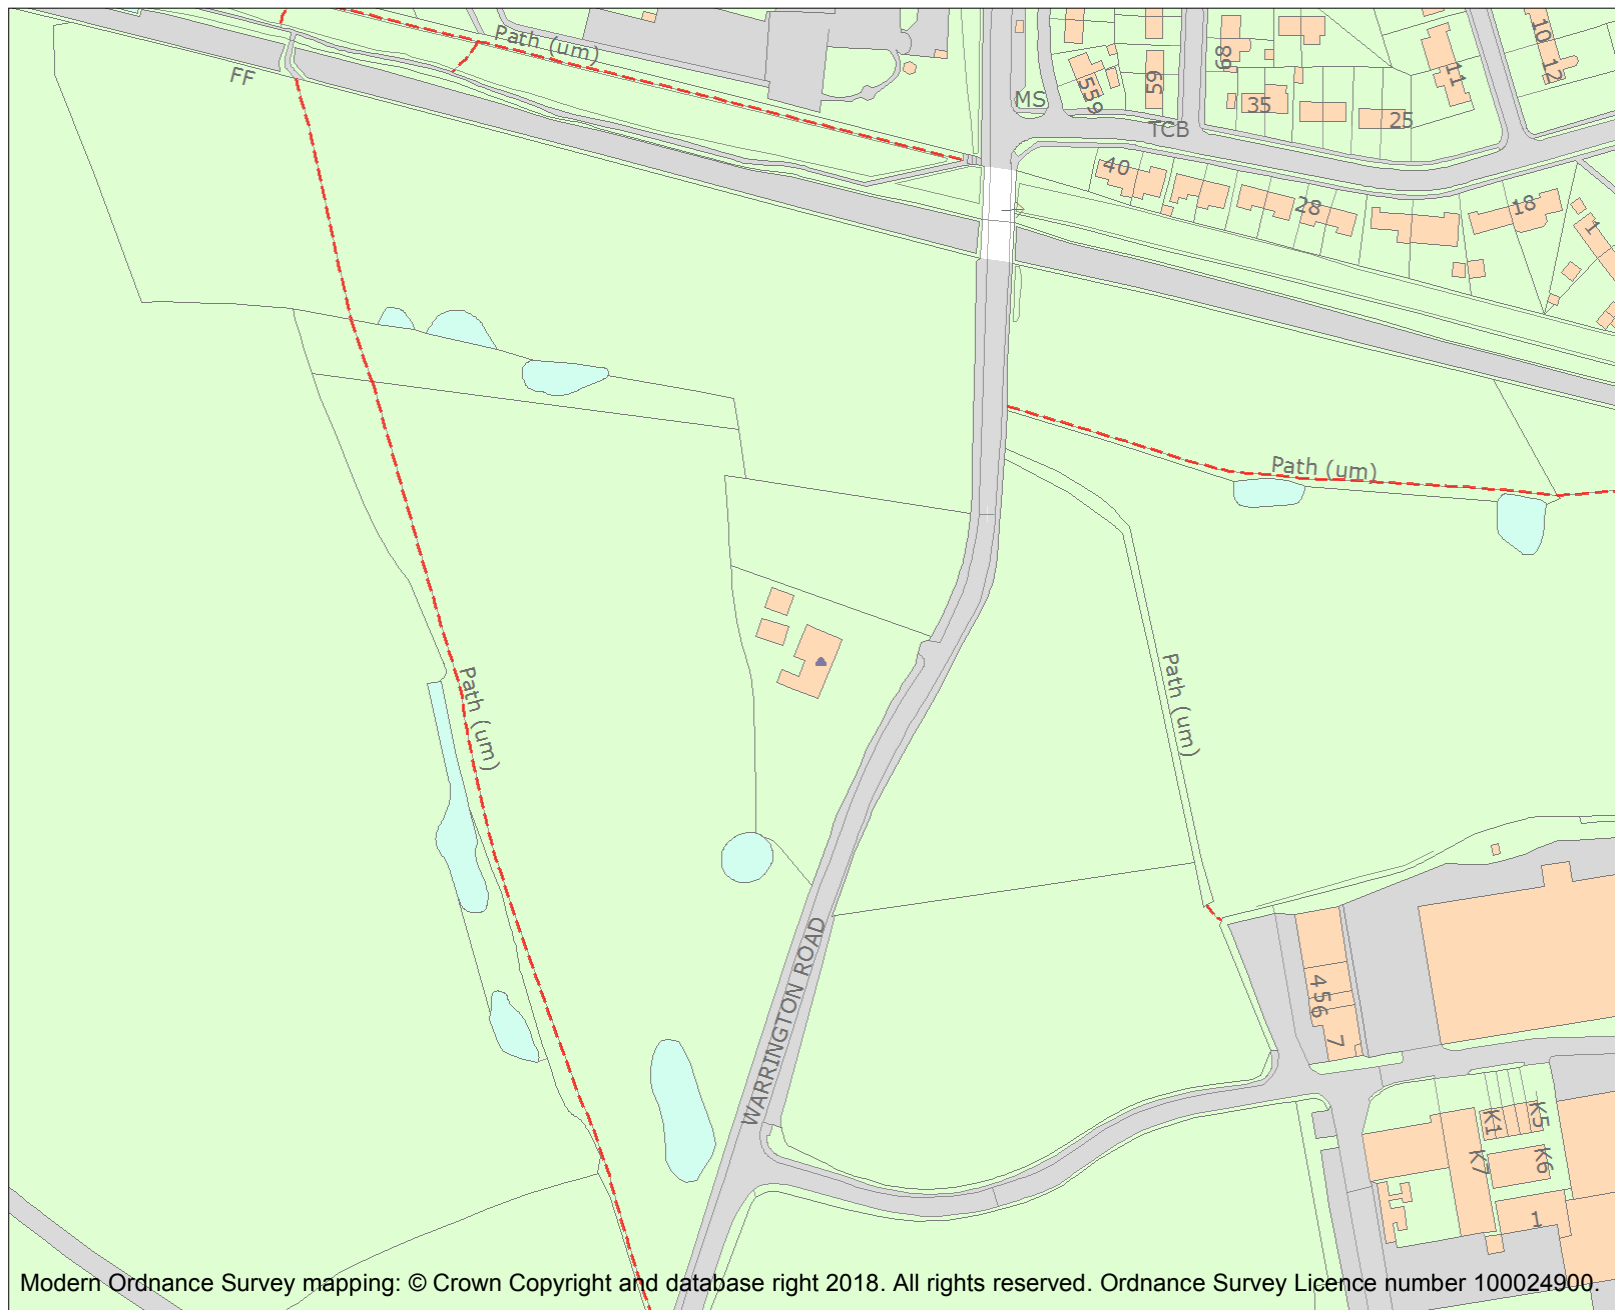 Path (um)
FF
MS
TCB
559
59
68
35
25
11
10
12
40
28
18
1
Path (um)
Path (um)
Path (um)
WARRINGTON ROAD
4
5
6
7
K1
K5
K7
K6
1
Modern Ordnance Survey mapping: © Crown Copyright and database right 2018. All rights reserved. Ordnance Survey Licence number 100024900.